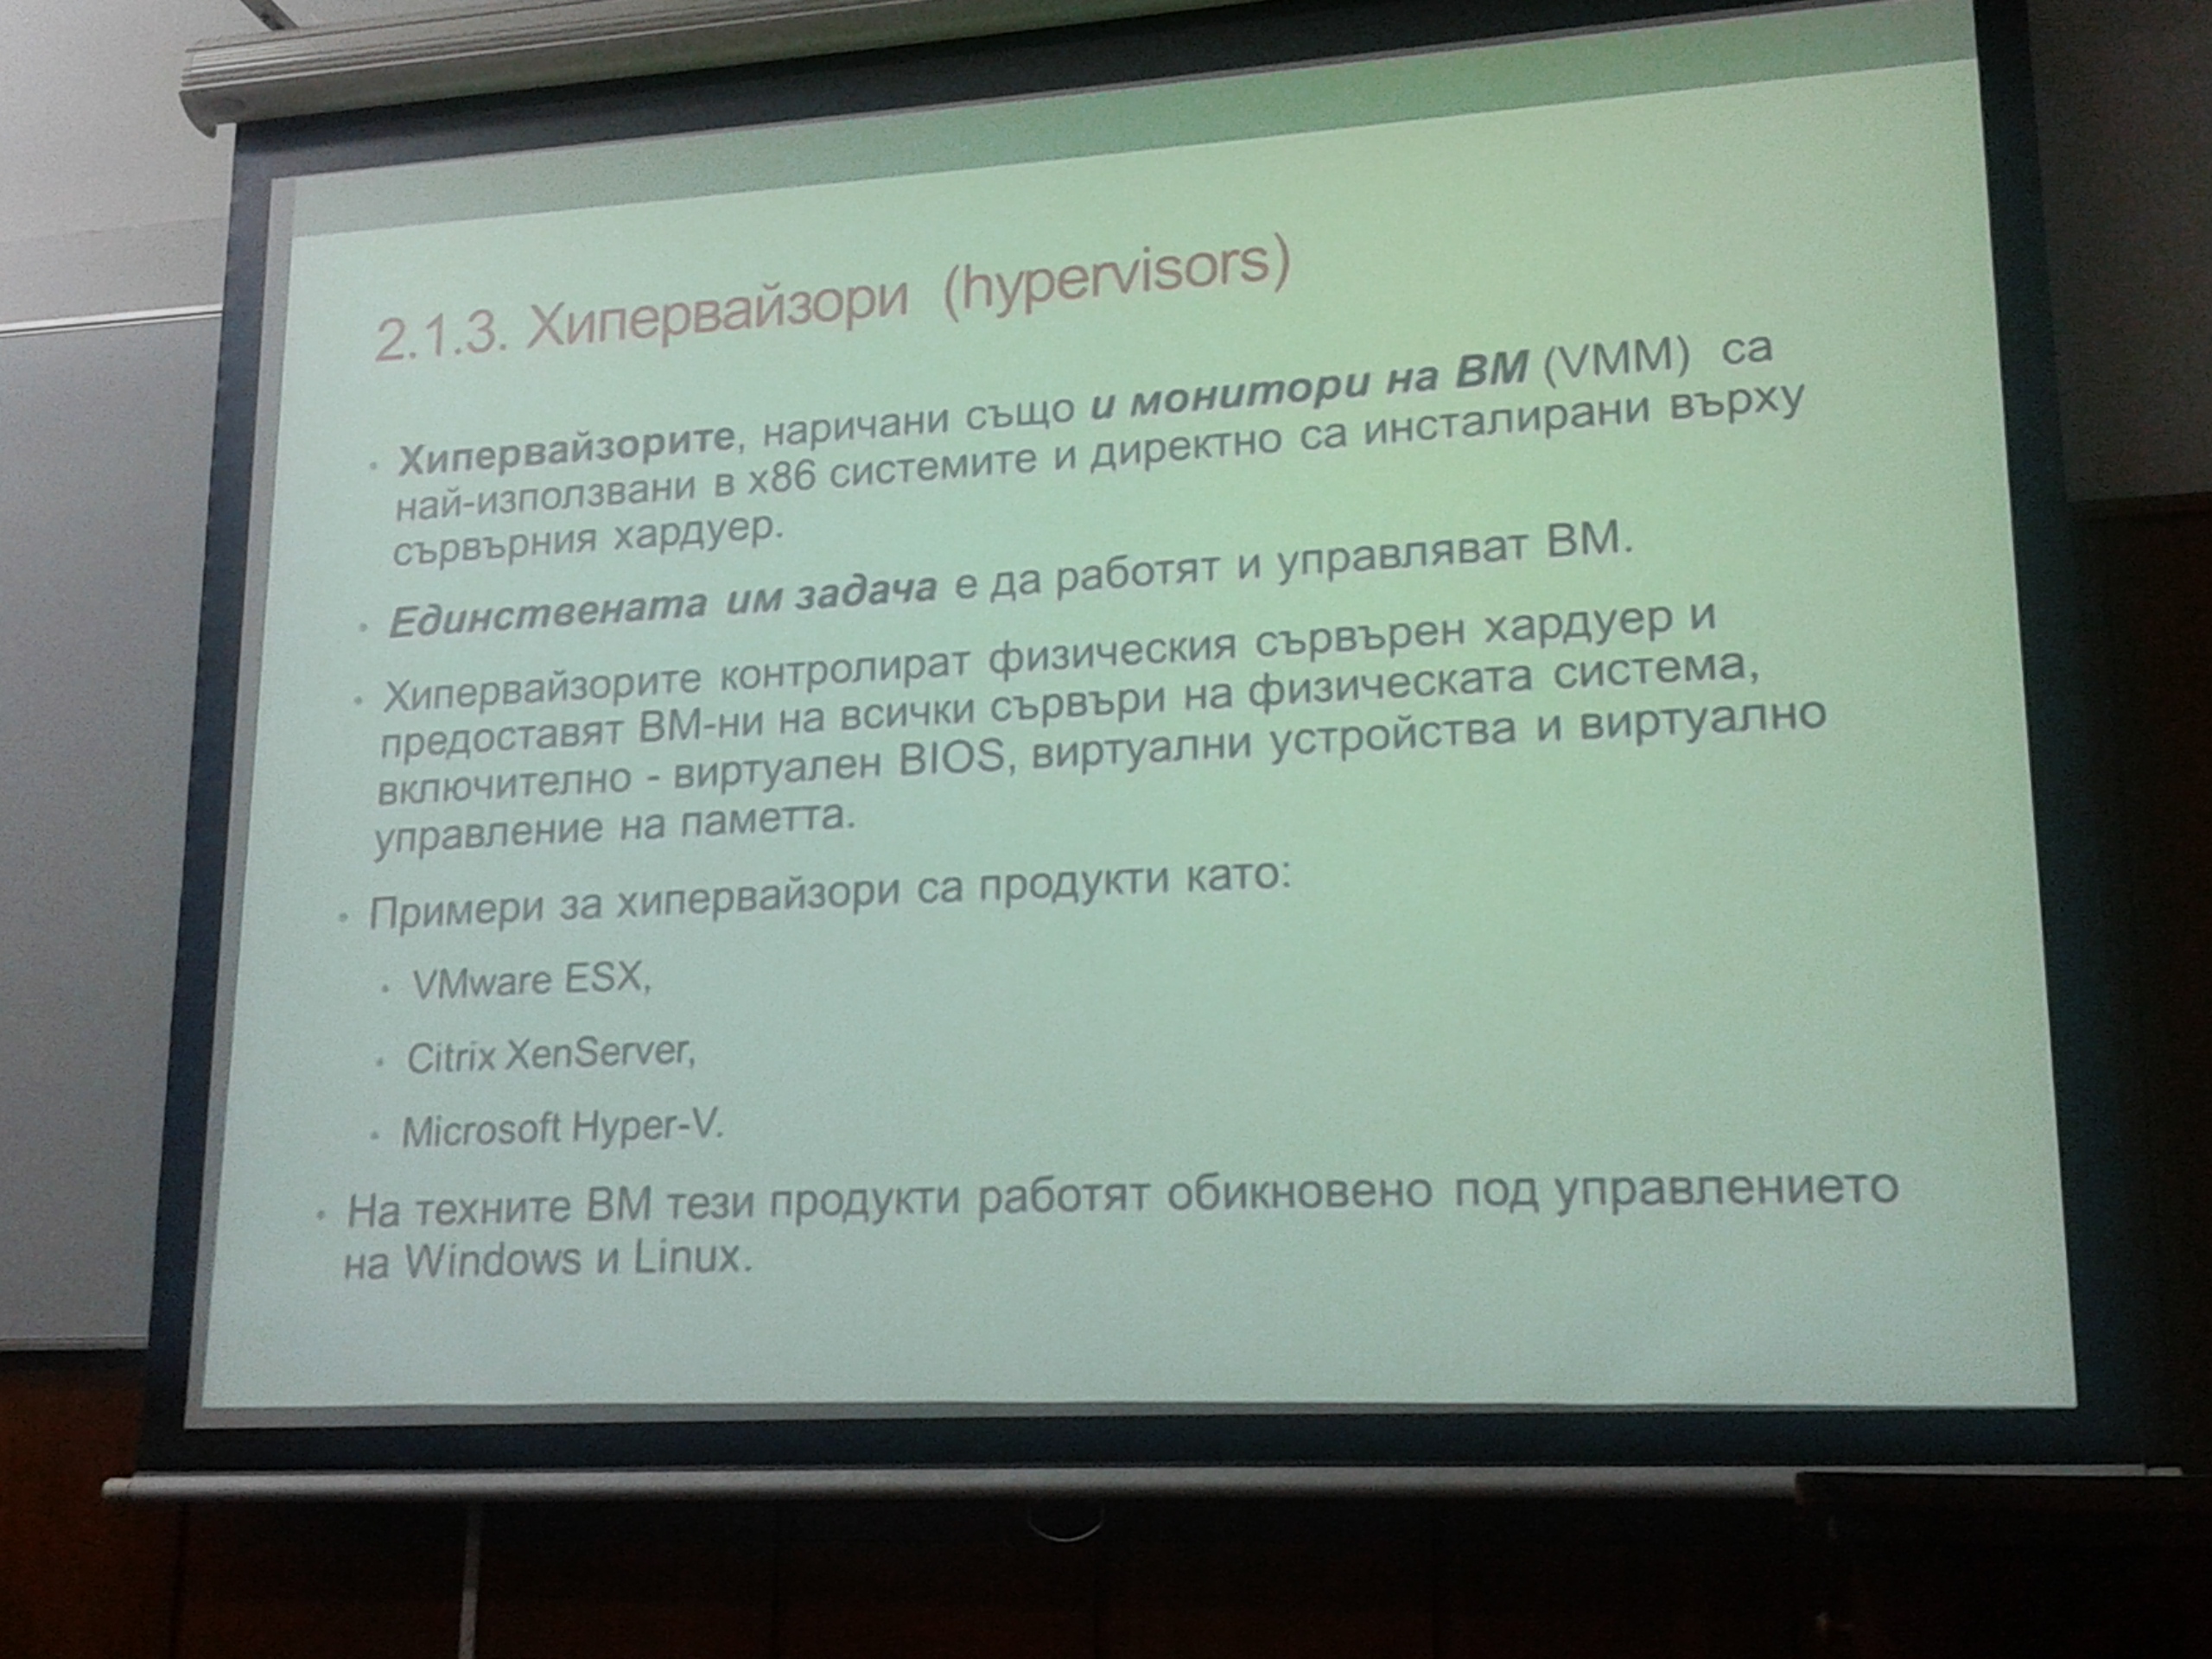 2.1.3. Хипервайзори (hypervisors)
• Хипервайзорите, наричани също и монитори на ВМ (VMM) са
най-използвани в x86 системите и директно са инсталирани върху
сървърния хардуер.
• Единствената им задача е да работят и управляват ВМ.
• Хипервайзорите контролират физическия сървърен хардуер и
предоставят ВМ-ни на всички сървъри на физическата система,
включително - виртуален BIOS, виртуални устройства и виртуално
управление на паметта.
• Примери за хипервайзори са продукти като:
• VMware ESX,
• Citrix XenServer,
• Microsoft Hyper-V.
• На техните ВМ тези продукти работят обикновено под управлението
на Windows и Linux.